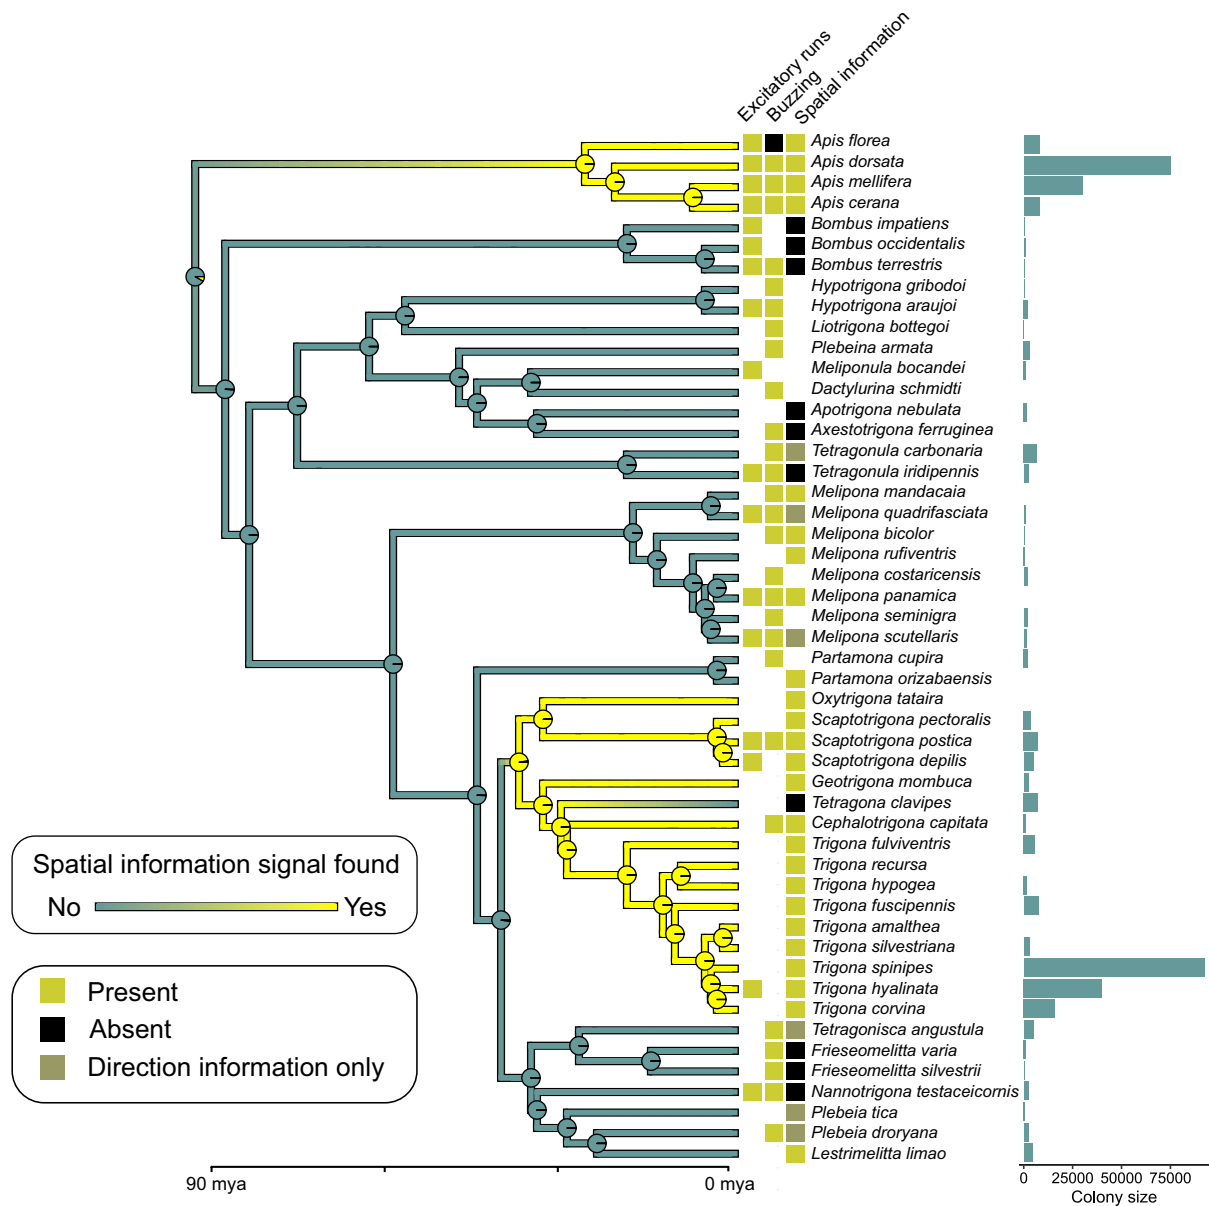 Excitatory runs
Buzzing
Spatial information
Apis florea
Apis dorsata
Apis mellifera
Apis cerana
Bombus impatiens
Bombus occidentalis
Bombus terrestris
Hypotrigona gribodoi
Hypotrigona araujoi
Liotrigona bottegoi
Plebeina armata
Meliponula bocandei
Dactylurina schmidti
Apotrigona nebulata
Axestotrigona ferruginea
Tetragonula carbonaria
Tetragonula iridipennis
Melipona mandacaia
Melipona quadrifasciata
Melipona bicolor
Melipona rufiventris
Melipona costaricensis
Melipona panamica
Melipona seminigra
Melipona scutellaris
Partamona cupira
Partamona orizabaensis
Oxytrigona tataira
Scaptotrigona pectoralis
Scaptotrigona postica
Scaptotrigona depilis
Geotrigona mombuca
Tetragona clavipes
Cephalotrigona capitata
Trigona fulviventris
Trigona recursa
Trigona hypogea
Trigona fuscipennis
Trigona amalthea
Trigona silvestriana
Trigona spinipes
Trigona hyalinata
Trigona corvina
Tetragonisca angustula
Frieseomelitta varia
Frieseomelitta silvestrii
Nannotrigona testaceicornis
Plebeia tica
Plebeia droryana
Lestrimelitta limao
Spatial information signal found
No Yes
Present
Absent
Direction information only
90 mya 0 mya
0 25000 50000 75000
Colony size